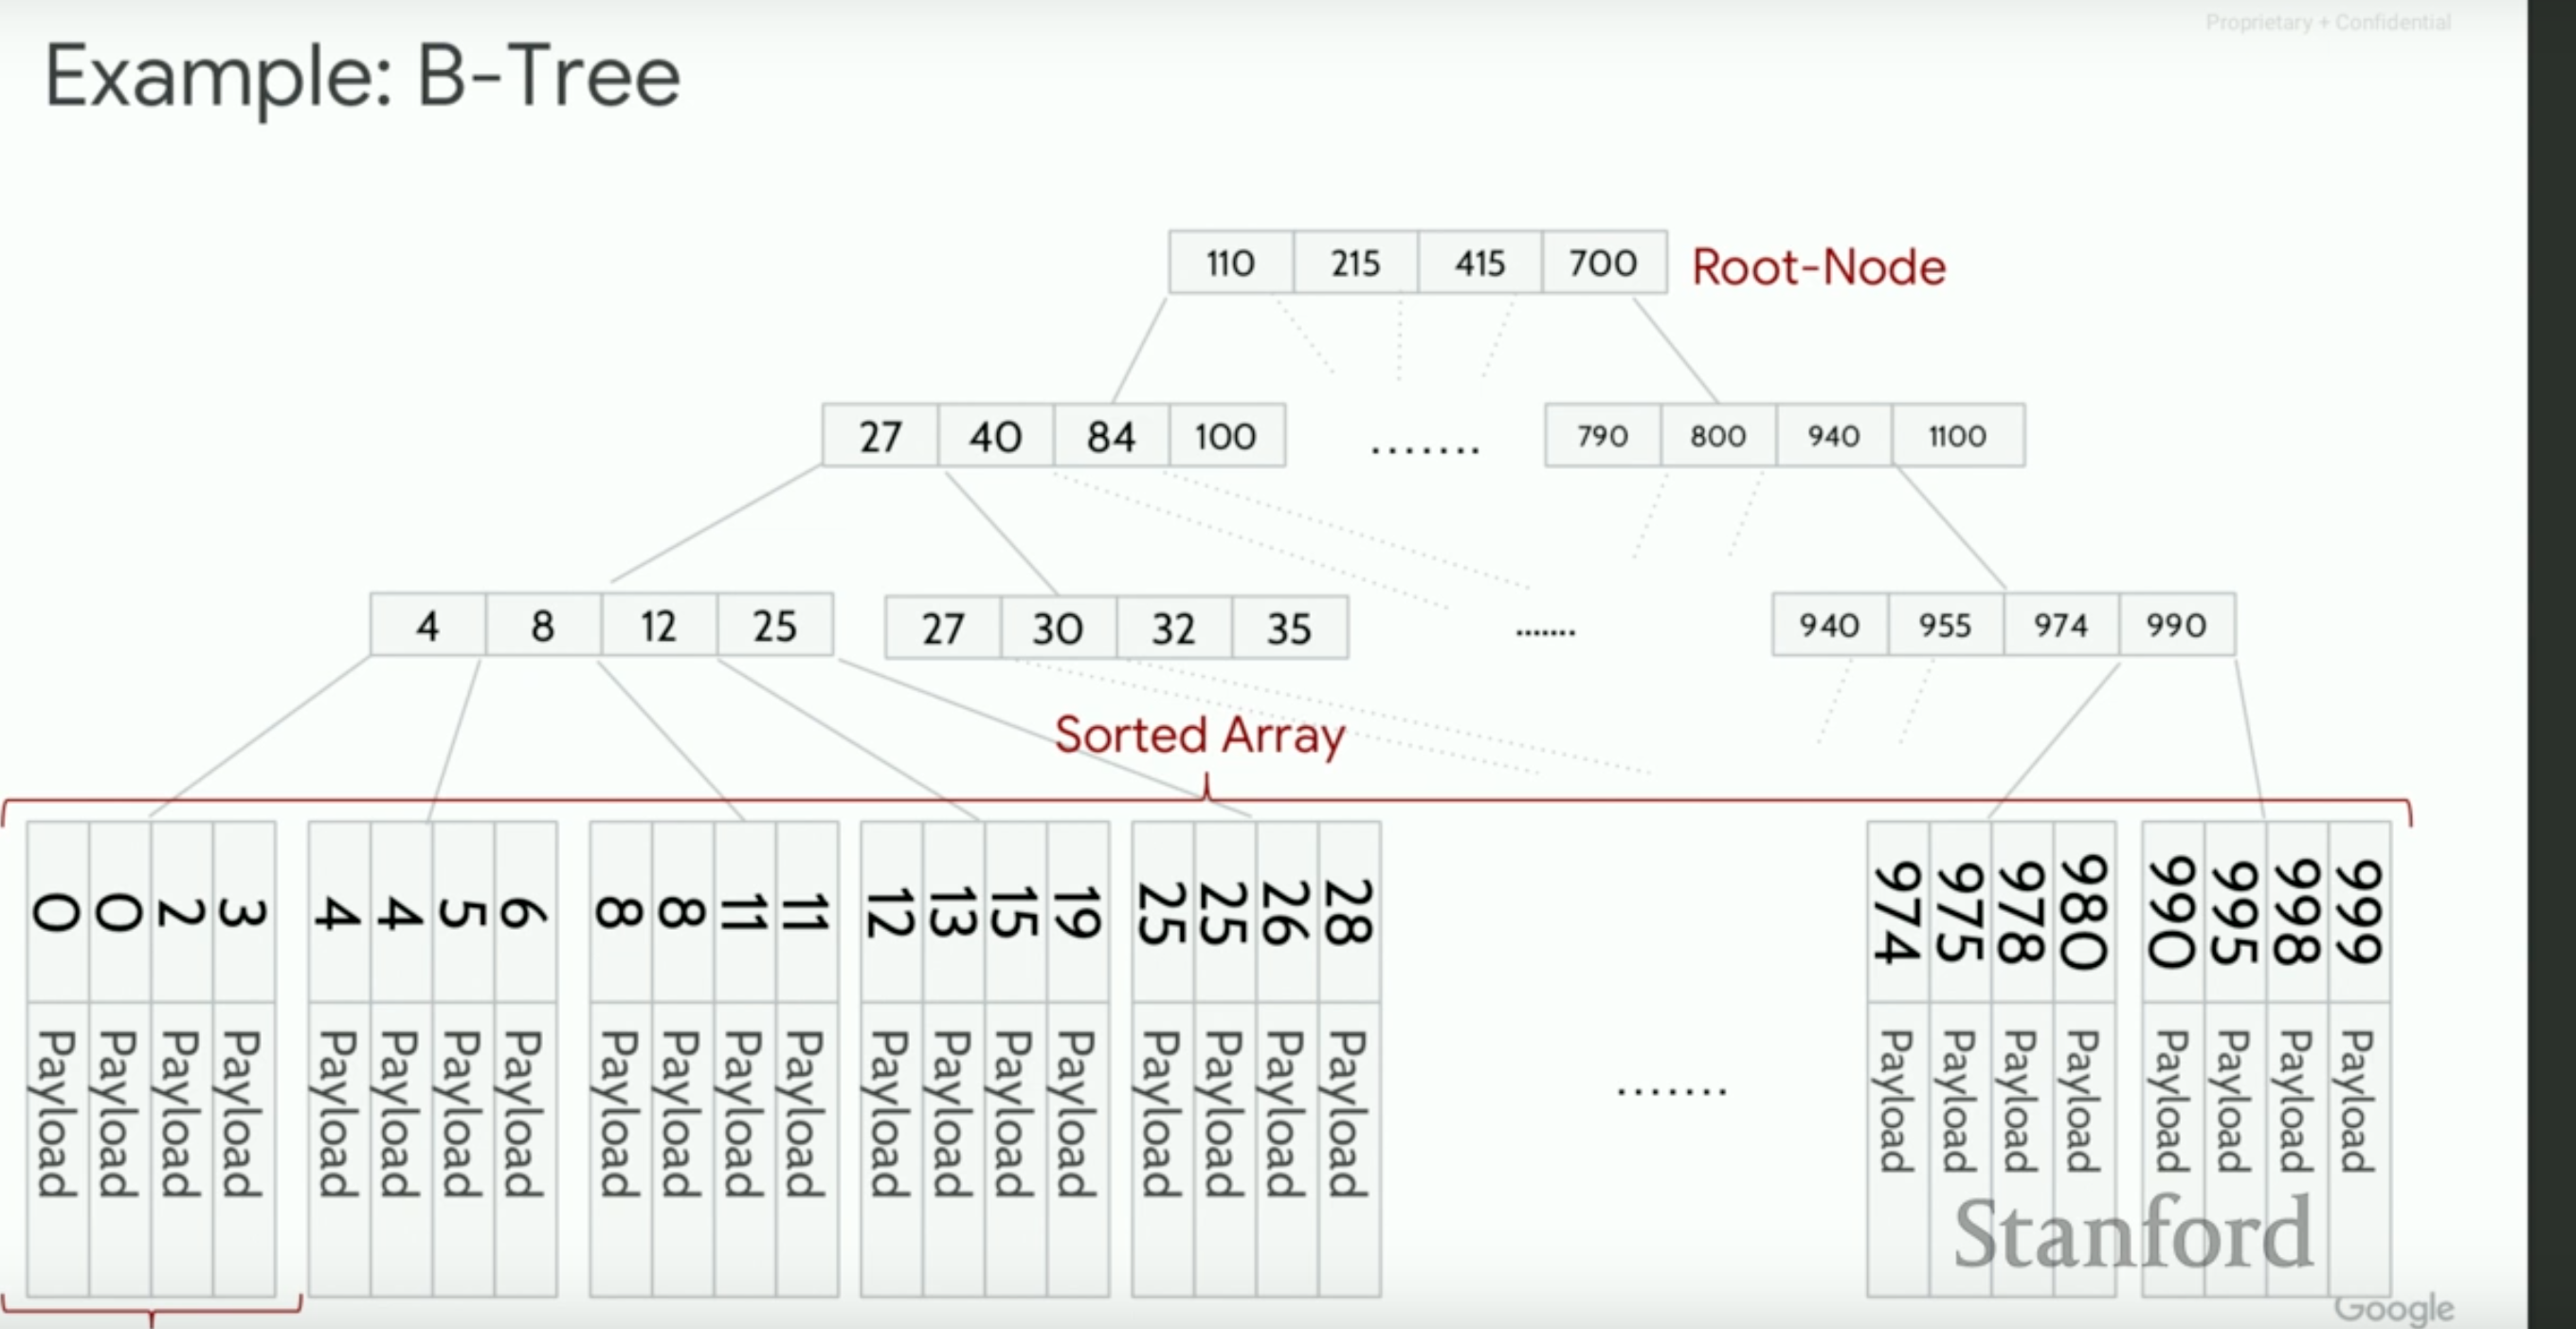 Proprietary + Confidential
Example: B-Tree
110 215 415 700 Root-Node
27 40 84 100 ....... 790 800 940 1100
4 8 12 25 27 30 32 35 ....... 940 955 974 990
Sorted Array
0 0 2 3 4 4 5 6 8 8 11 11 12 13 15 19 25 25 26 28 974 975 978 980 990 995 998 999
Payload Payload Payload Payload Payload Payload Payload Payload Payload Payload Payload Payload Payload Payload Payload Payload Payload Payload Payload Payload ....... Payload Payload Payload Payload Payload Payload Payload Payload
Stanford
Google